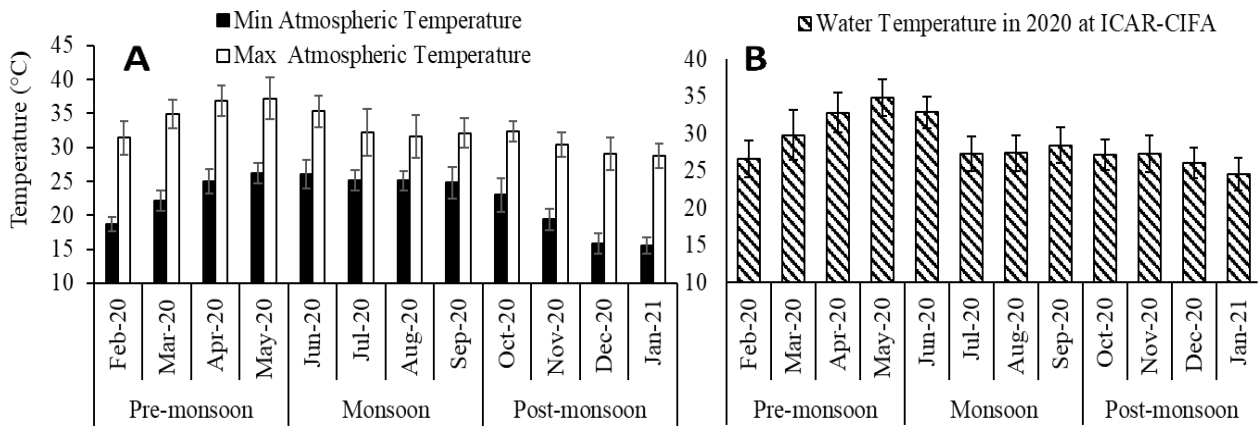 Min Atmospheric Temperature
Max Atmospheric Temperature
A
Temperature (°C)
45
40
35
30
25
20
15
10
Feb-20
Mar-20
Apr-20
May-20
Jun-20
Jul-20
Aug-20
Sep-20
Oct-20
Nov-20
Dec-20
Jan-21
Pre-monsoon
Monsoon
Post-monsoon
Water Temperature in 2020 at ICAR-CIFA
B
40
35
30
25
20
15
10
Feb-20
Mar-20
Apr-20
May-20
Jun-20
Jul-20
Aug-20
Sep-20
Oct-20
Nov-20
Dec-20
Jan-21
Pre-monsoon
Monsoon
Post-monsoon